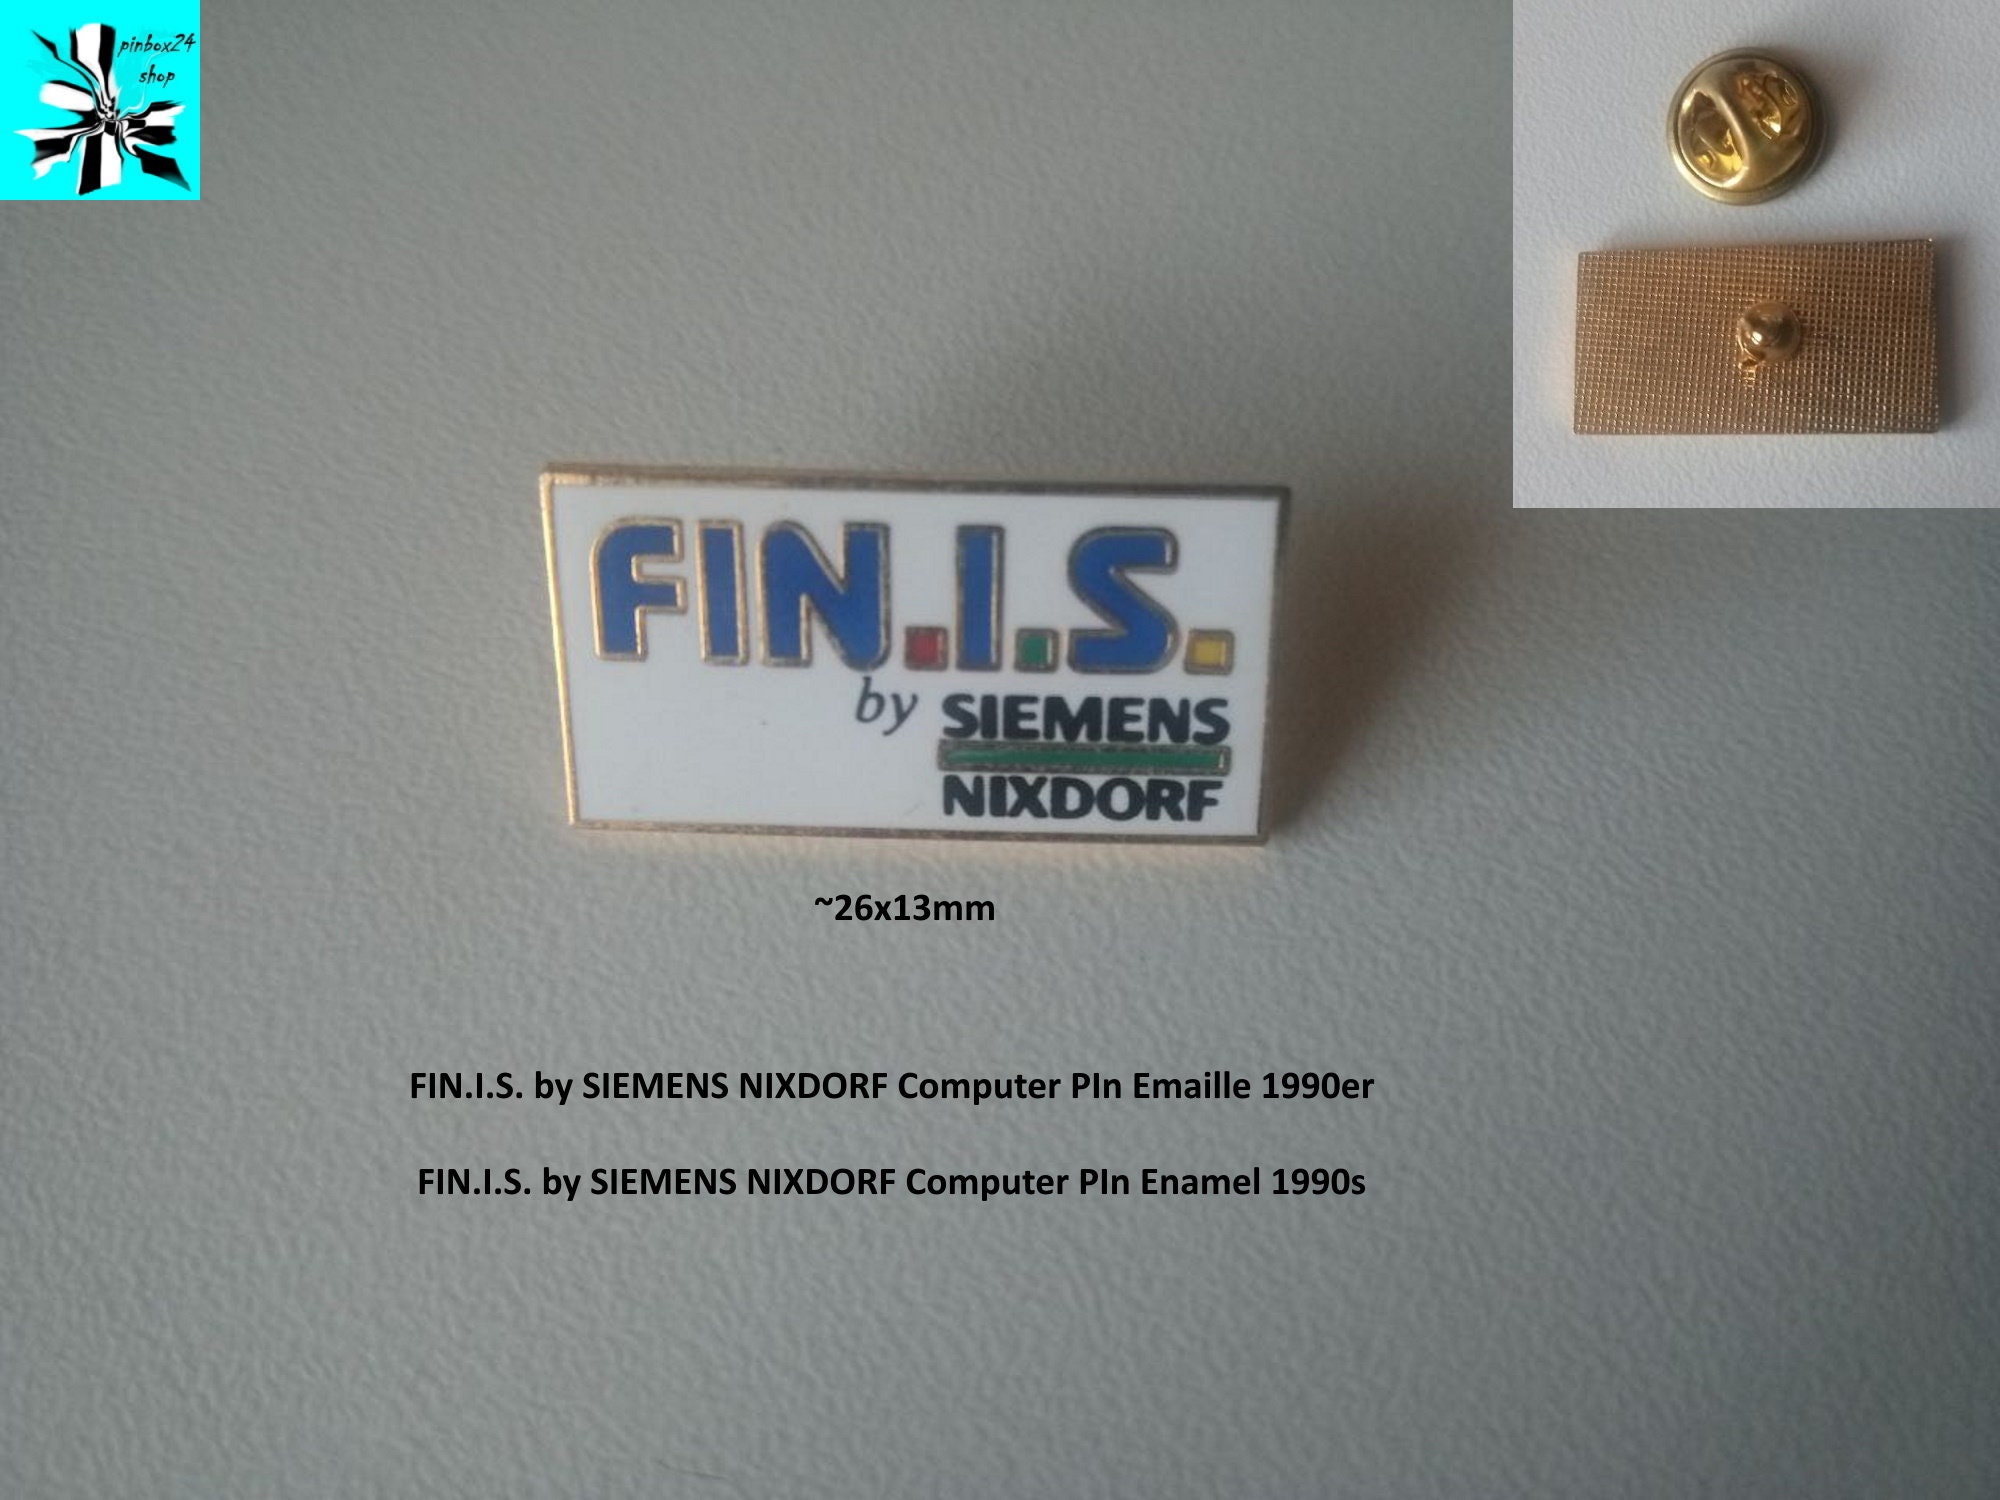 pinbox24
shop
FIN.I.S.
by SIEMENS
NIXDORF
~26x13mm
FIN.I.S. by SIEMENS NIXDORF Computer PIn Emaille 1990er
FIN.I.S. by SIEMENS NIXDORF Computer PIn Enamel 1990s